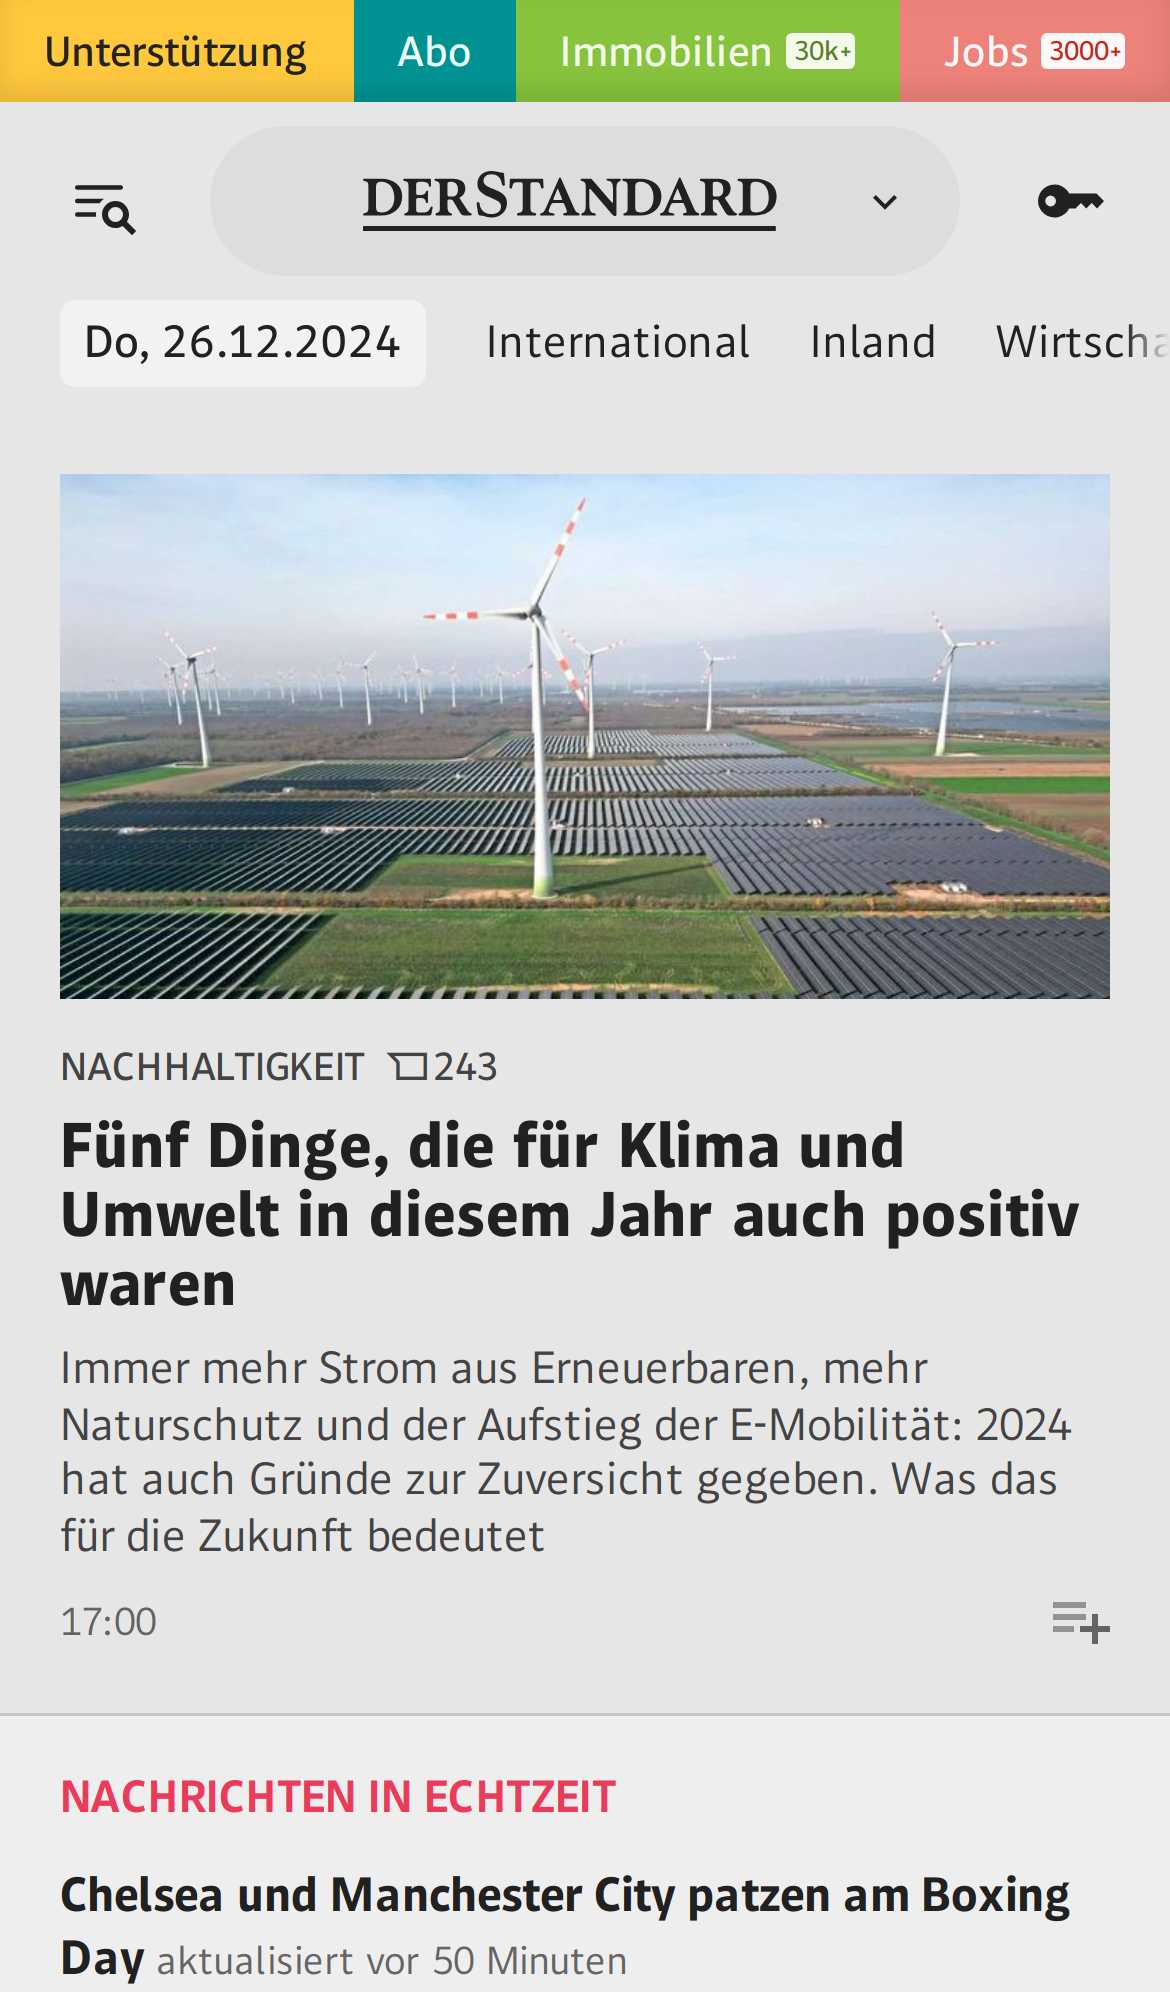 Unterstützung Abo Immobilien 30k+ Jobs 3000+
DERSTANDARD
Do, 26.12.2024 International Inland Wirtscha
NACHHALTIGKEIT 243
Fünf Dinge, die für Klima und
Umwelt in diesem Jahr auch positiv
waren
Immer mehr Strom aus Erneuerbaren, mehr
Naturschutz und der Aufstieg der E-Mobilität: 2024
hat auch Gründe zur Zuversicht gegeben. Was das
für die Zukunft bedeutet
17:00
NACHRICHTEN IN ECHTZEIT
Chelsea und Manchester City patzen am Boxing
Day aktualisiert vor 50 Minuten